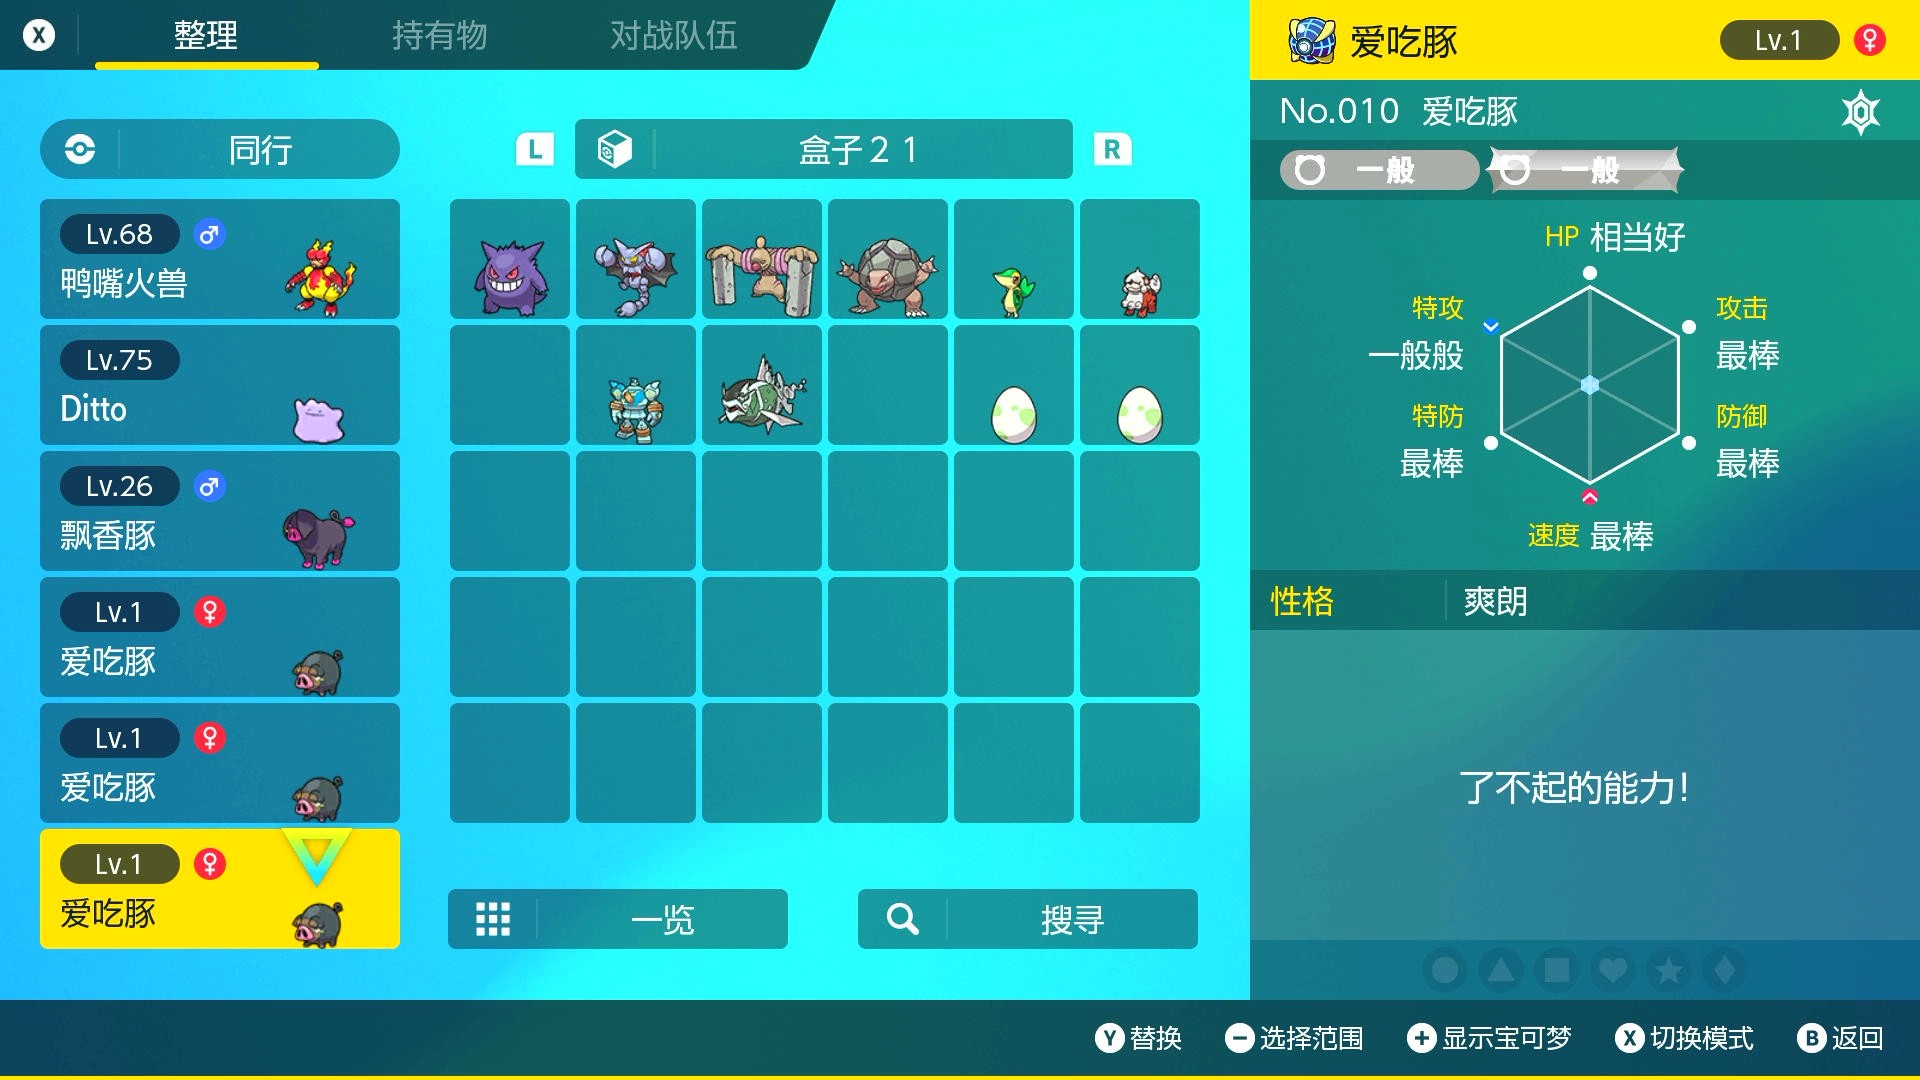 X 整理 持有物 对战队伍
同行
L 盒子21 R
Lv.68
鸭嘴火兽
Lv.75
Ditto
Lv.26
飘香豚
Lv.1
爱吃豚
Lv.1
爱吃豚
Lv.1
爱吃豚
一览
搜寻
爱吃豚 Lv.1
No.010 爱吃豚
一般 一般
HP 相当好
特攻
一般般
攻击
最棒
特防
最棒
防御
最棒
速度 最棒
性格 爽朗
了不起的能力!
Y 替换 选择范围 显示宝可梦 X 切换模式 B 返回